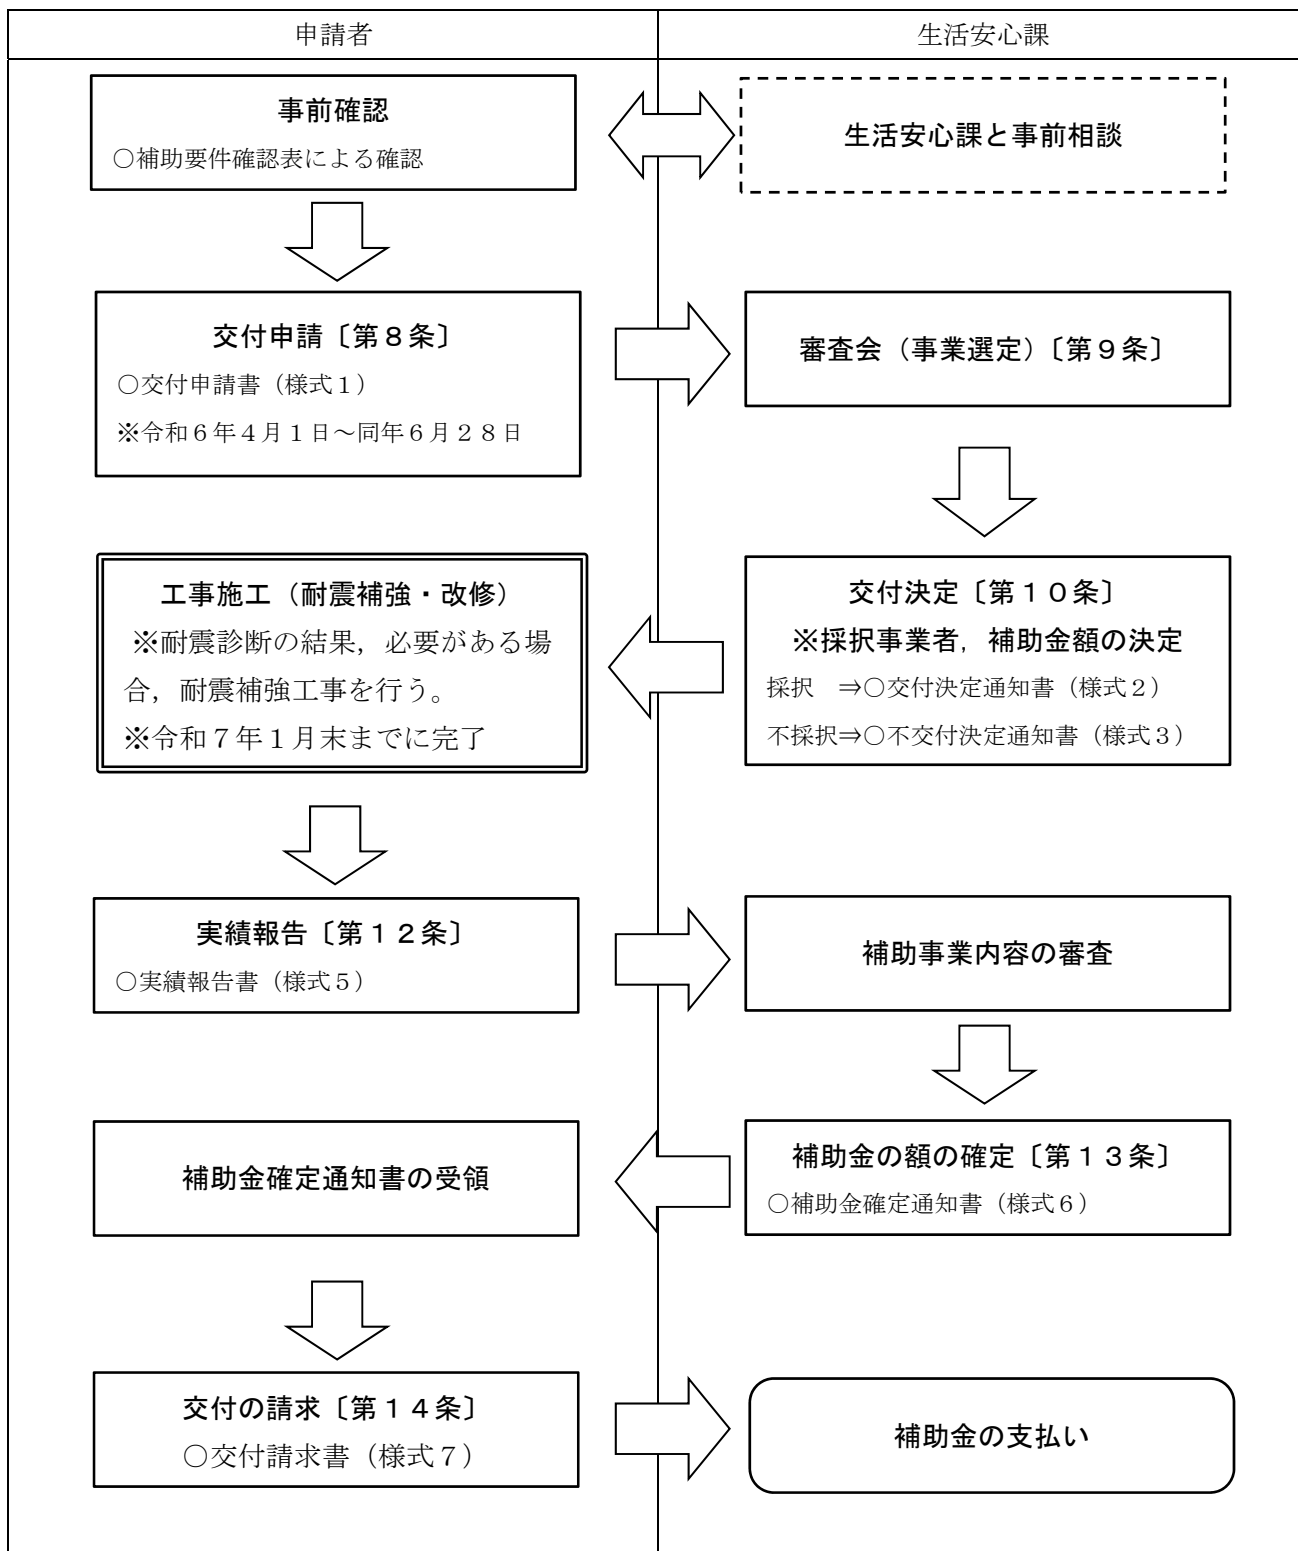 申請者
生活安心課
事前確認
○補助要件確認表による確認
生活安心課と事前相談
交付申請〔第８条〕
○交付申請書（様式１）
※令和６年４月１日～同年６月２８日
審査会（事業選定）〔第９条〕
交付決定〔第１０条〕
※採択事業者，補助金額の決定
採択　⇒○交付決定通知書（様式２）
不採択⇒○不交付決定通知書（様式３）
工事施工（耐震補強・改修）
※耐震診断の結果，必要がある場
合，耐震補強工事を行う。
※令和７年１月末までに完了
実績報告〔第１２条〕
○実績報告書（様式５）
補助事業内容の審査
補助金の額の確定〔第１３条〕
○補助金確定通知書（様式６）
補助金確定通知書の受領
交付の請求〔第１４条〕
○交付請求書（様式７）
補助金の支払い